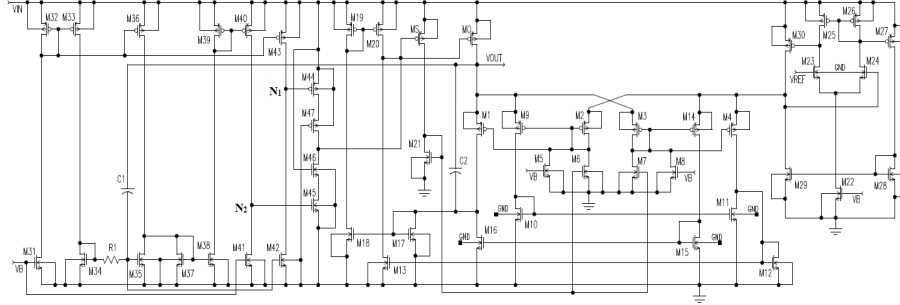 VIN
M32 M33 M36 M39 M40 M43 M19 M20 MS MO M30 M25 M26 M27
VOUT
M23 GND M24
VREF
N1 M44
M47
M1 M9 M2 M3 M14 M4
M21
C1 M46 C2 M5 M6 M7 M8
VB VB
N2 M45
M29 M22 M28
VB
GND M10 M11 GND
M31 M34 R1 M35 M37 M38 M41 M42 M18 M17 GND M16 M15 GND
VB
M13 M12